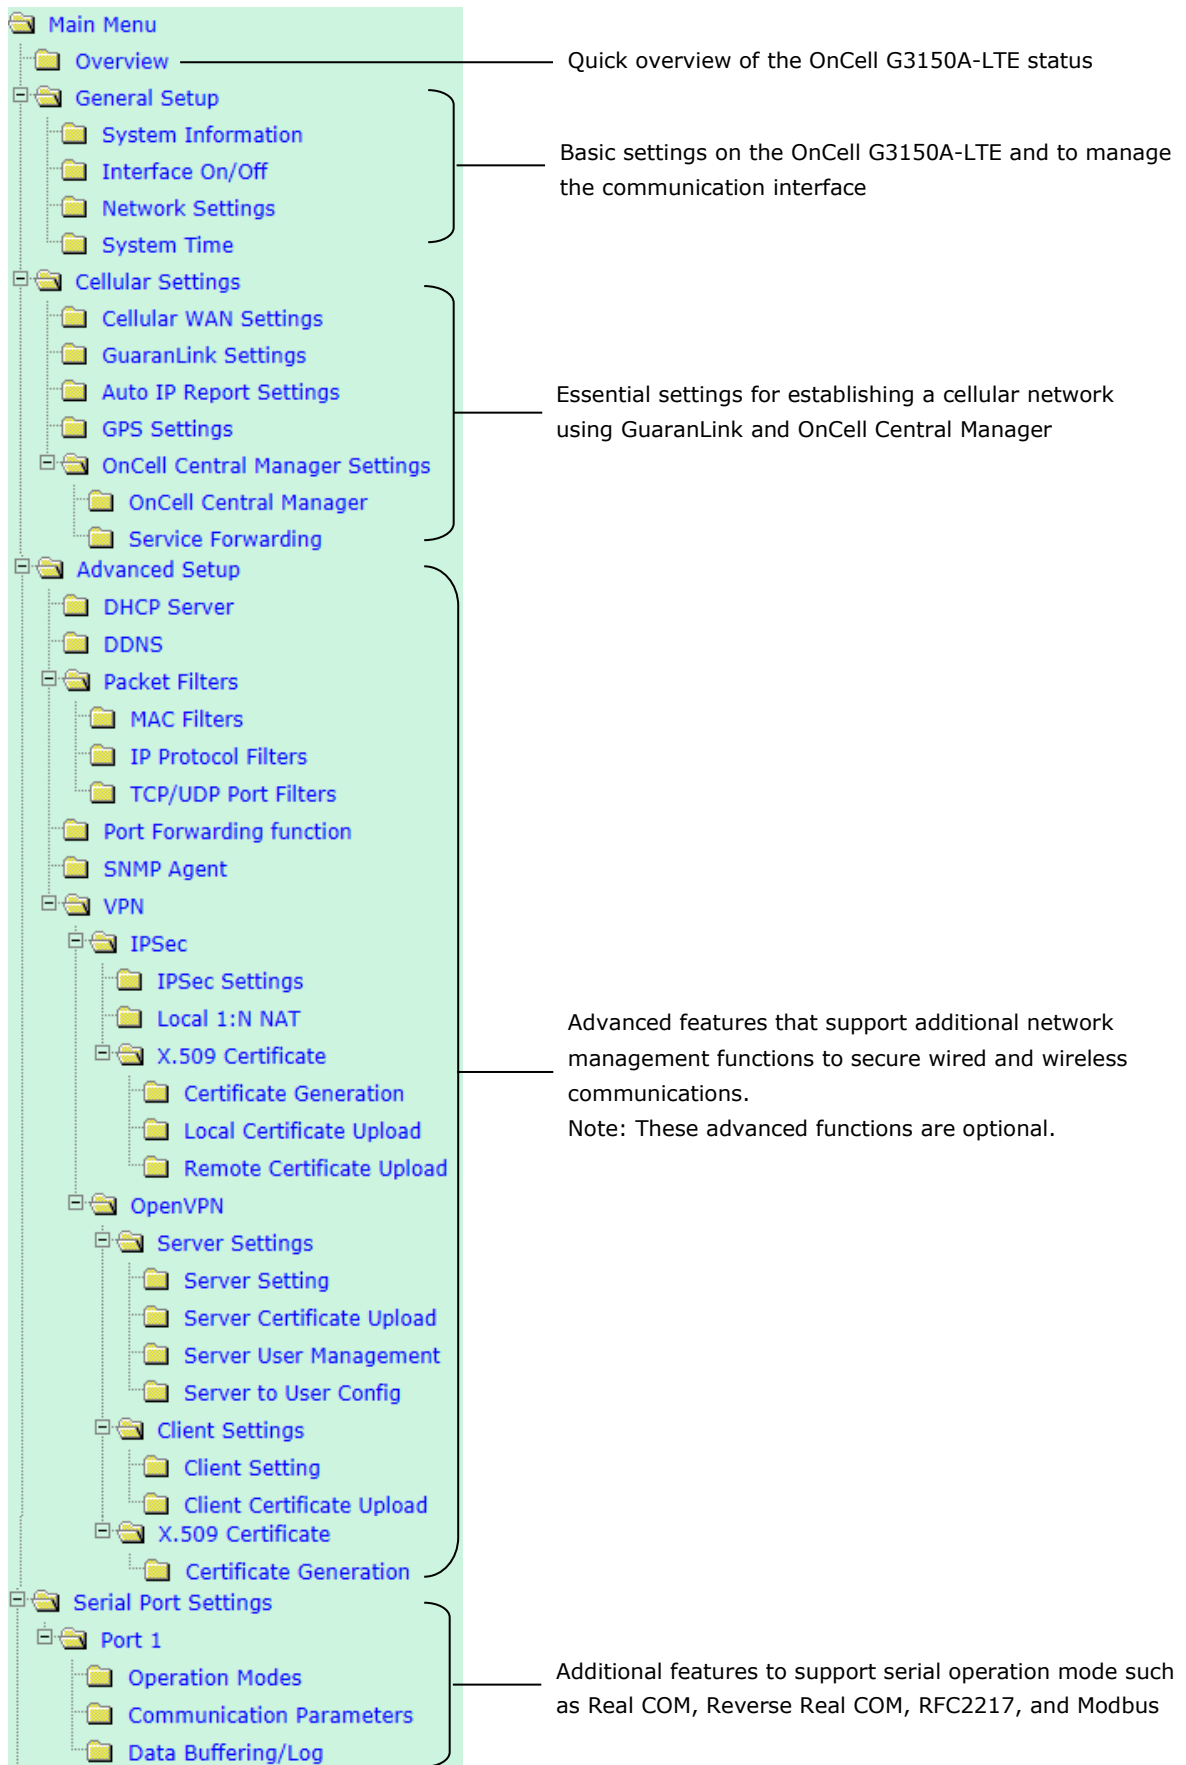 Main Menu
Overview
Quick overview of the OnCell G3150A-LTE status
General Setup
System Information
Interface On/Off
Network Settings
System Time
Basic settings on the OnCell G3150A-LTE and to manage
the communication interface
Cellular Settings
Cellular WAN Settings
GuaranLink Settings
Auto IP Report Settings
GPS Settings
OnCell Central Manager Settings
OnCell Central Manager
Service Forwarding
Essential settings for establishing a cellular network
using GuaranLink and OnCell Central Manager
Advanced Setup
DHCP Server
DDNS
Packet Filters
MAC Filters
IP Protocol Filters
TCP/UDP Port Filters
Port Forwarding function
SNMP Agent
VPN
IPSec
IPSec Settings
Local 1:N NAT
X.509 Certificate
Certificate Generation
Local Certificate Upload
Remote Certificate Upload
OpenVPN
Server Settings
Server Setting
Server Certificate Upload
Server User Management
Server to User Config
Client Settings
Client Setting
Client Certificate Upload
X.509 Certificate
Certificate Generation
Advanced features that support additional network
management functions to secure wired and wireless
communications.
Note: These advanced functions are optional.
Serial Port Settings
Port 1
Operation Modes
Communication Parameters
Data Buffering/Log
Additional features to support serial operation mode such
as Real COM, Reverse Real COM, RFC2217, and Modbus